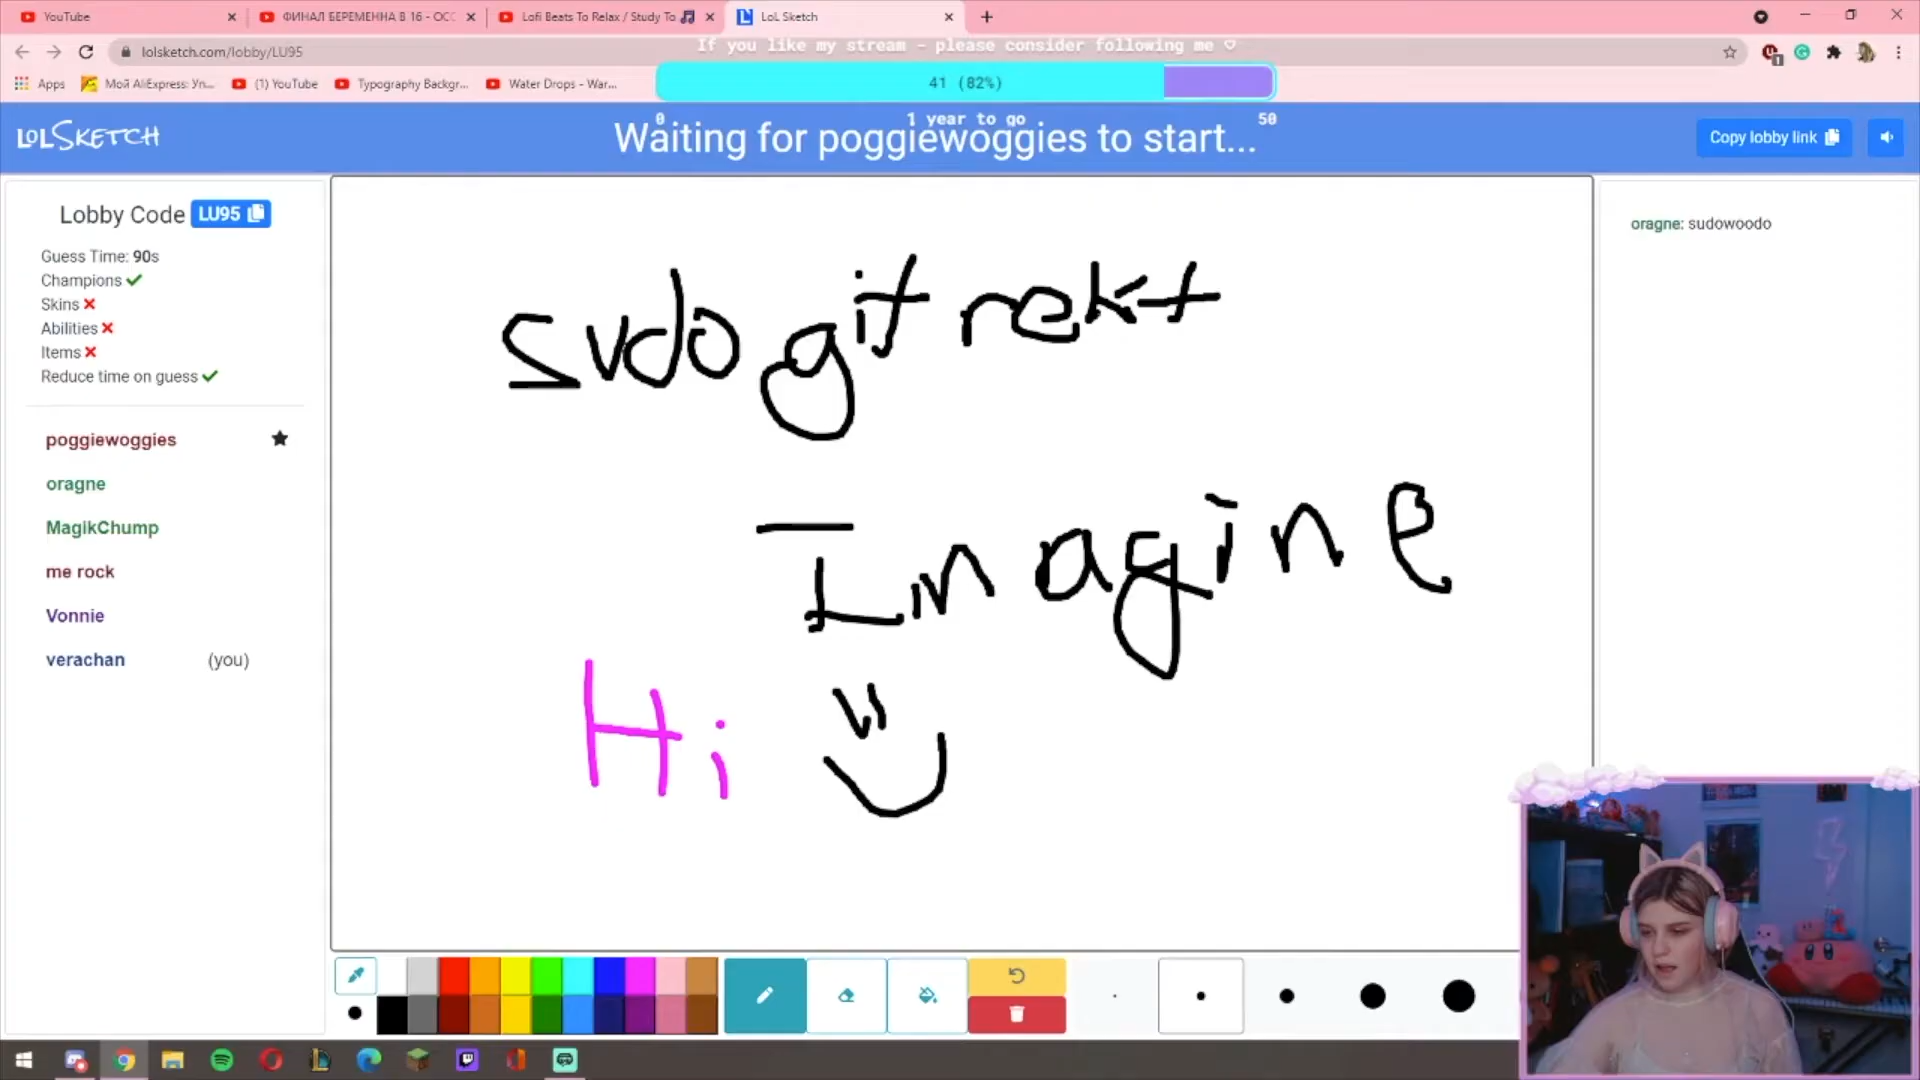 YouTube
ФИНАЛ БЕРЕМЕННА В 16 - ОСС
Lofi Beats To Relax / Study To
LoL Sketch
lolsketch.com/lobby/LU95
If you like my stream - please consider following me
Apps
Мой AliExpress: Уп...
(1) YouTube
Typography Backgr...
Water Drops - War...
41 (82%)
0
1 year to go
50
LOLSKETCH
Waiting for poggiewoggies to start...
Copy lobby link
Lobby Code LU95
Guess Time: 90s
Champions
Skins
Abilities
Items
Reduce time on guess
poggiewoggies
oragne
MagikChump
me rock
Vonnie
verachan (you)
sudo git rekt
Imagine
Hi
oragne: sudowoodo